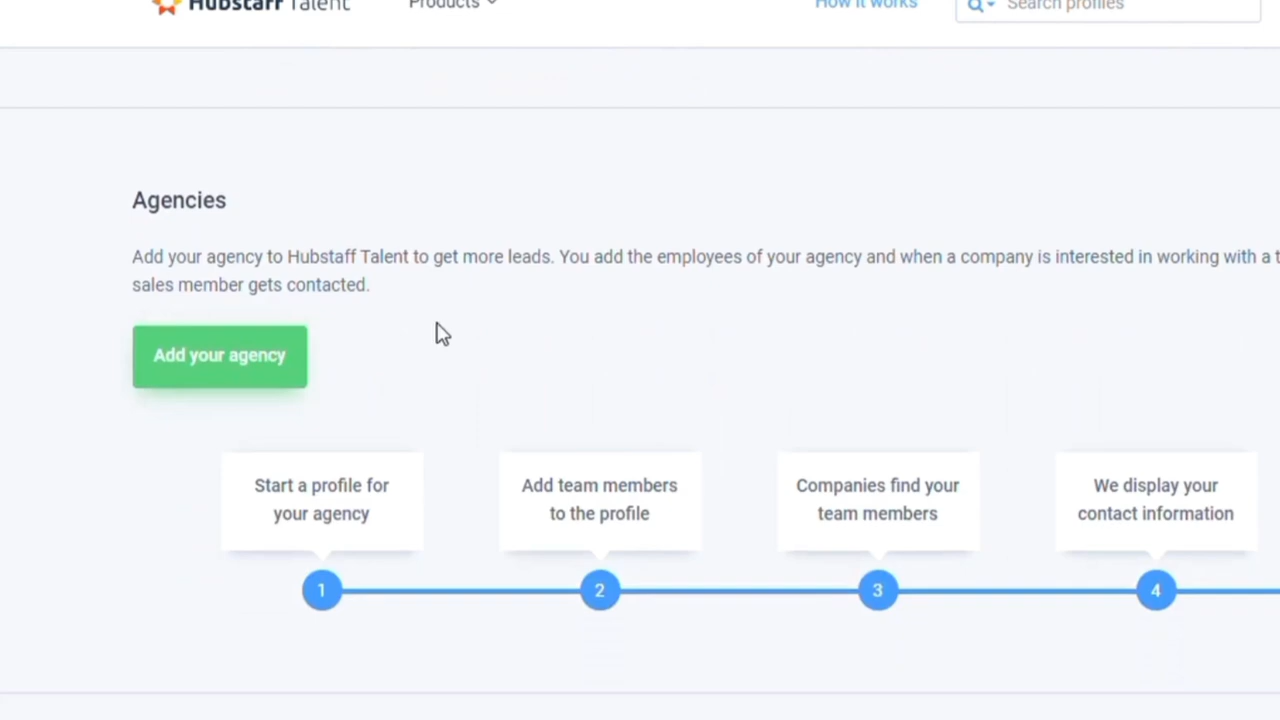 Hubstaff Talent
Products
How it works
Search profiles
Agencies
Add your agency to Hubstaff Talent to get more leads. You add the employees of your agency and when a company is interested in working with a
sales member gets contacted.
Add your agency
Start a profile for
your agency
Add team members
to the profile
Companies find your
team members
We display your
contact information
1
2
3
4